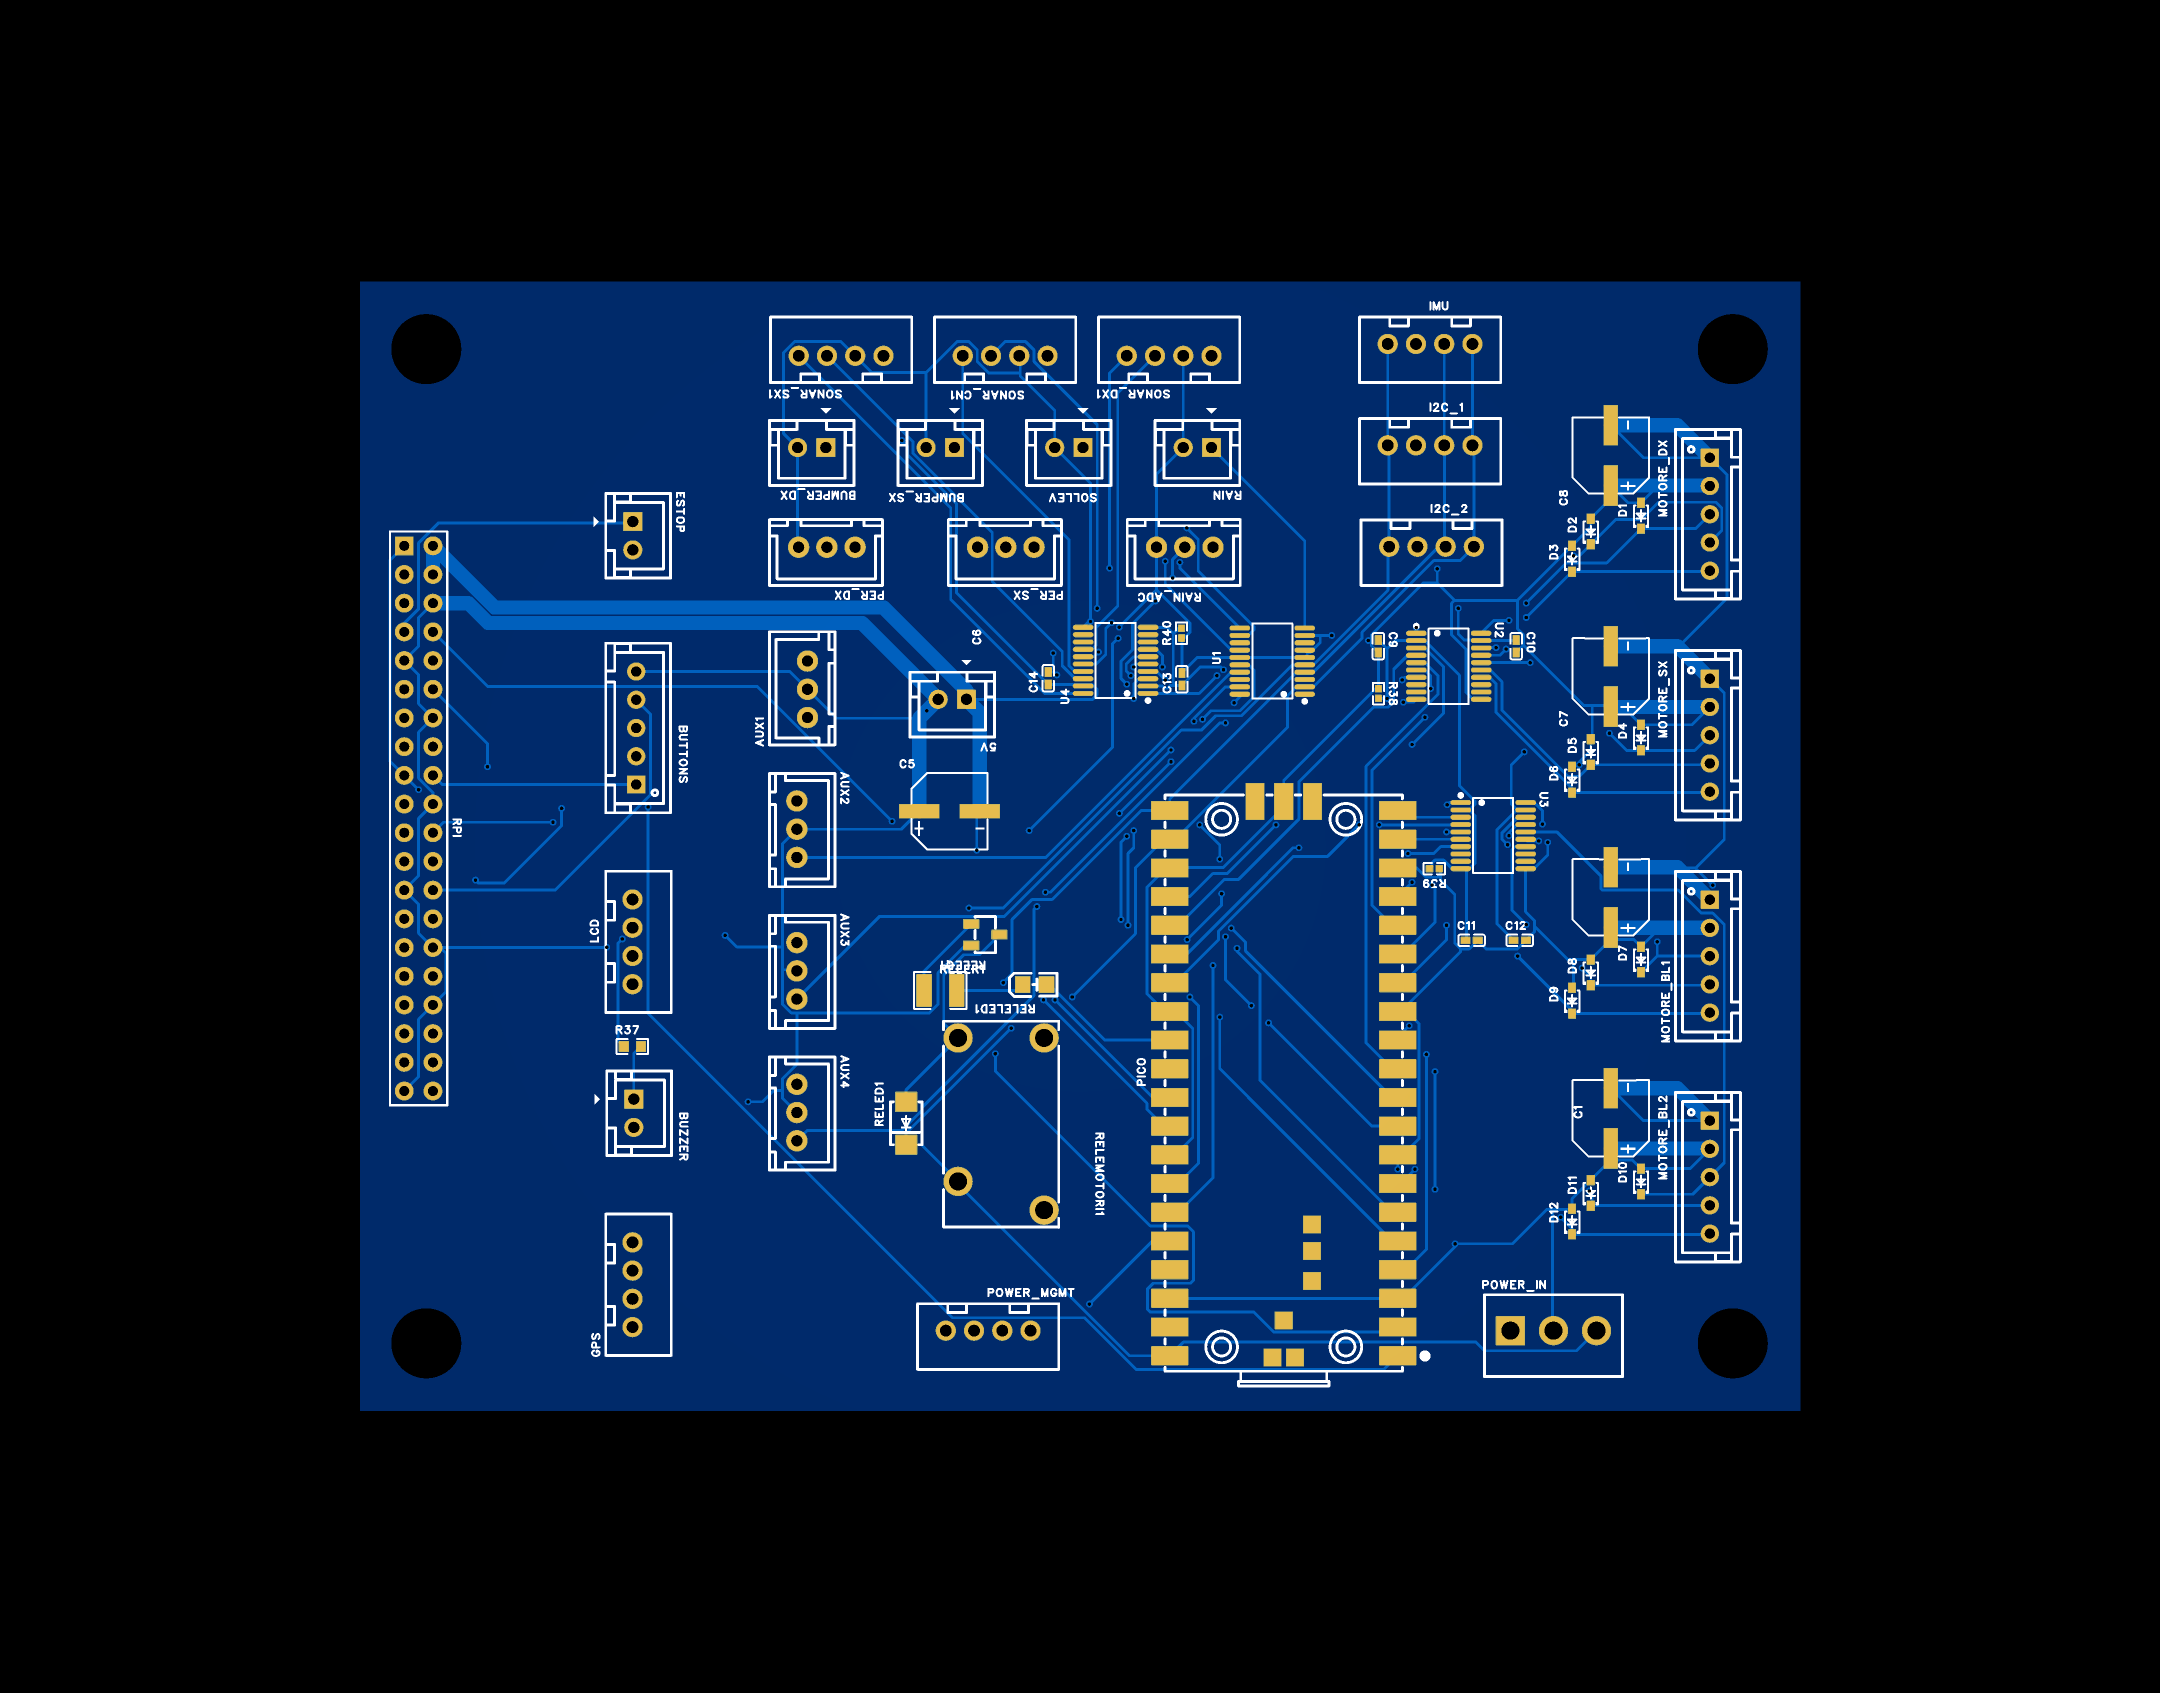 IMU
SONAR_SX1
SONAR_CN1
SONAR_DX1
I2C_1
BUMPER_DX
BUMPER_SX
SOLLEV
RAIN
I2C_2
C8
D1
D2
D3
MOTORE_DX
ESTOP
PER_DX
PER_SX
RAIN_ADC
C6
R40
U1
C9
U2
C10
C14
U4
C13
R38
AUX1
5V
C7
D4
D5
D6
MOTORE_SX
BUTTONS
C5
AUX2
U3
RPI
R39
LCD
AUX3
C11
C12
D7
D8
D9
MOTORE_BL1
RELED1
R37
PICO
AUX4
RELED1
BUZZER
RELEMOTORI1
C1
D10
D11
D12
MOTORE_BL2
GPS
POWER_MGMT
POWER_IN